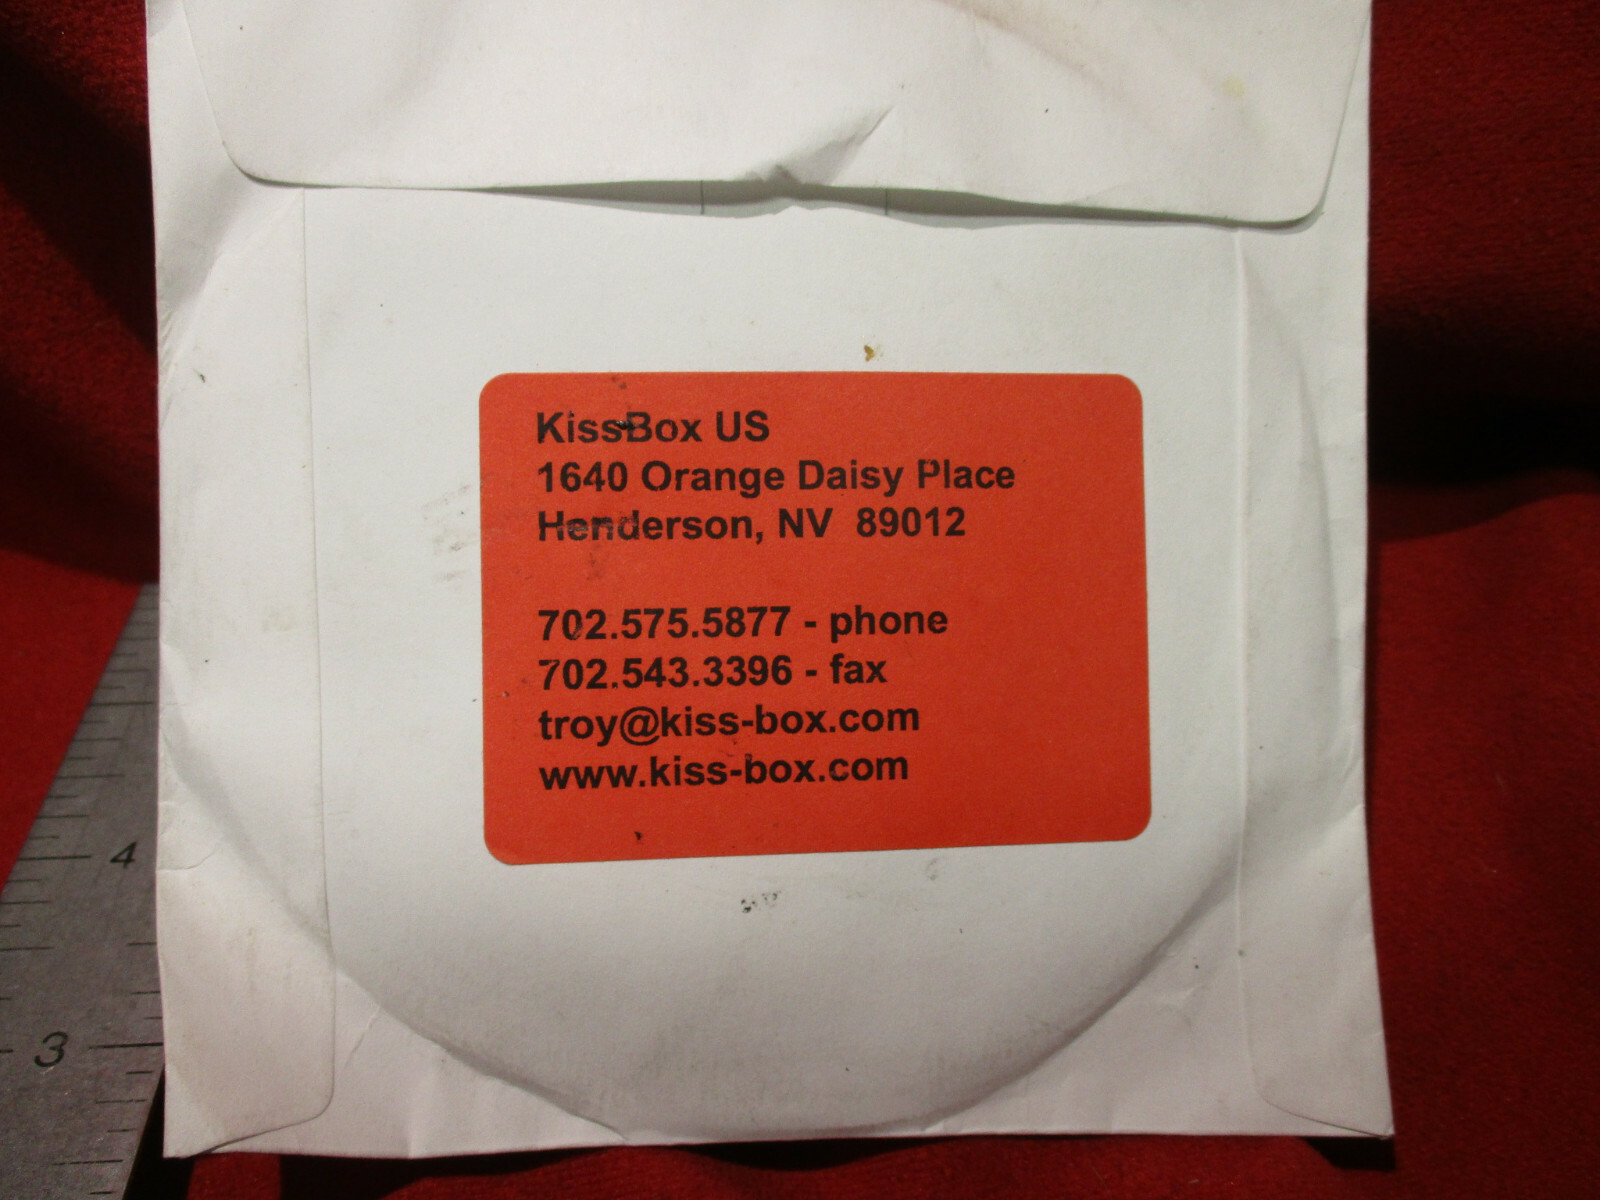 KissBox US
1640 Orange Daisy Place
Henderson, NV  89012
702.575.5877 - phone
702.543.3396 - fax
troy@kiss-box.com
www.kiss-box.com
4
3